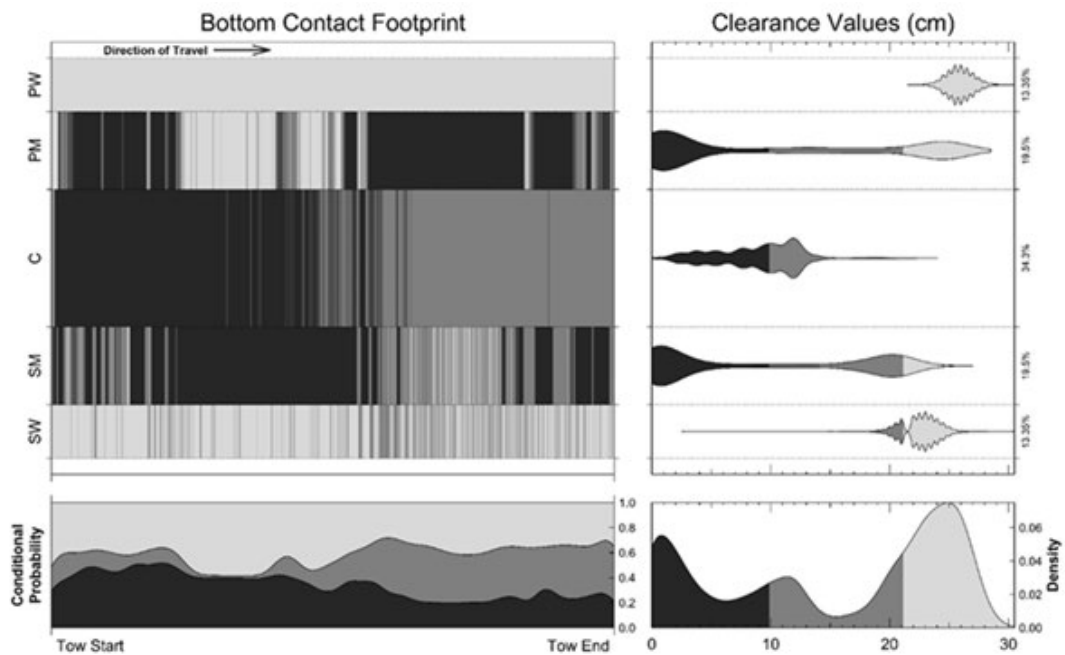 Bottom Contact Footprint
Clearance Values (cm)
Direction of Travel
PW
13.35%
PM
19.5%
C
34.3%
SM
19.5%
SW
13.35%
Conditional
Probability
1.0
0.8
0.6
0.4
0.2
0.0
0.06
0.04
0.02
0.00
Density
Tow Start
Tow End
0
10
20
30